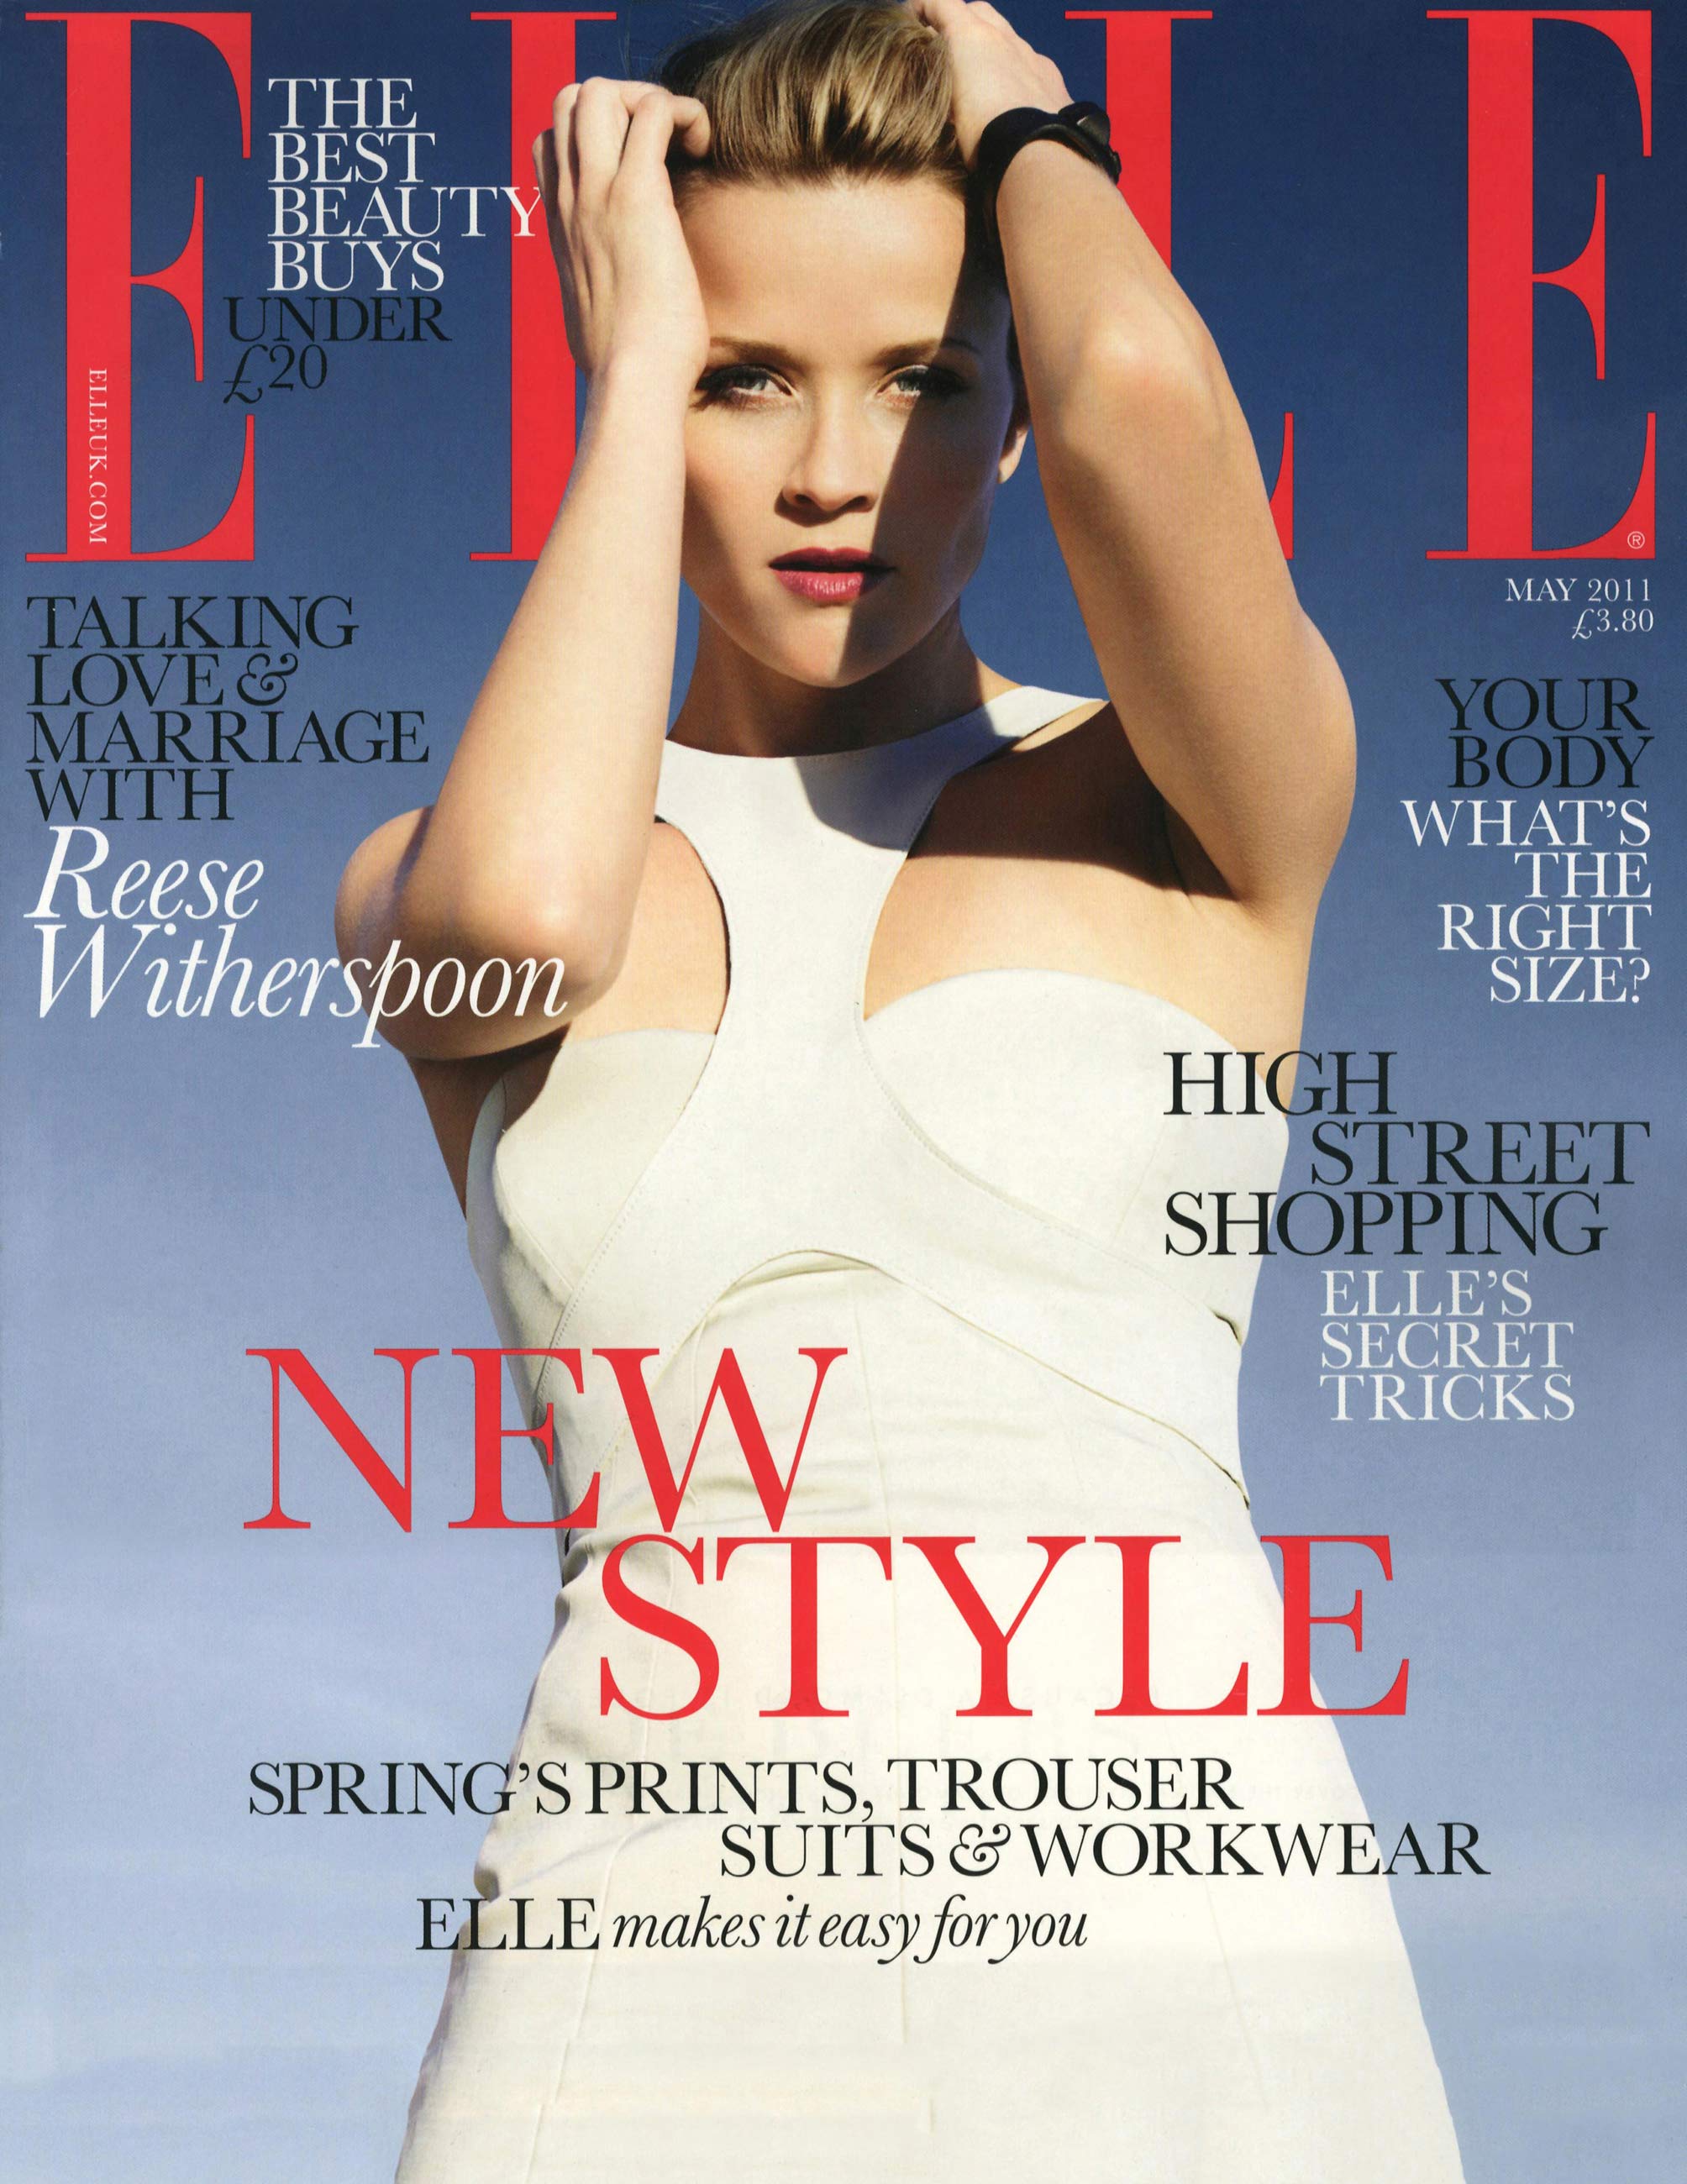 ELLE
THE
BEST
BEAUTY
BUYS
UNDER
£20
ELLEUK.COM
®
MAY 2011
£3.80
TALKING
LOVE &
MARRIAGE
WITH
Reese
Witherspoon
YOUR
BODY
WHAT'S
THE
RIGHT
SIZE?
HIGH
STREET
SHOPPING
ELLE'S
SECRET
TRICKS
NEW
STYLE
SPRING'S PRINTS, TROUSER
SUITS & WORKWEAR
ELLE makes it easy for you